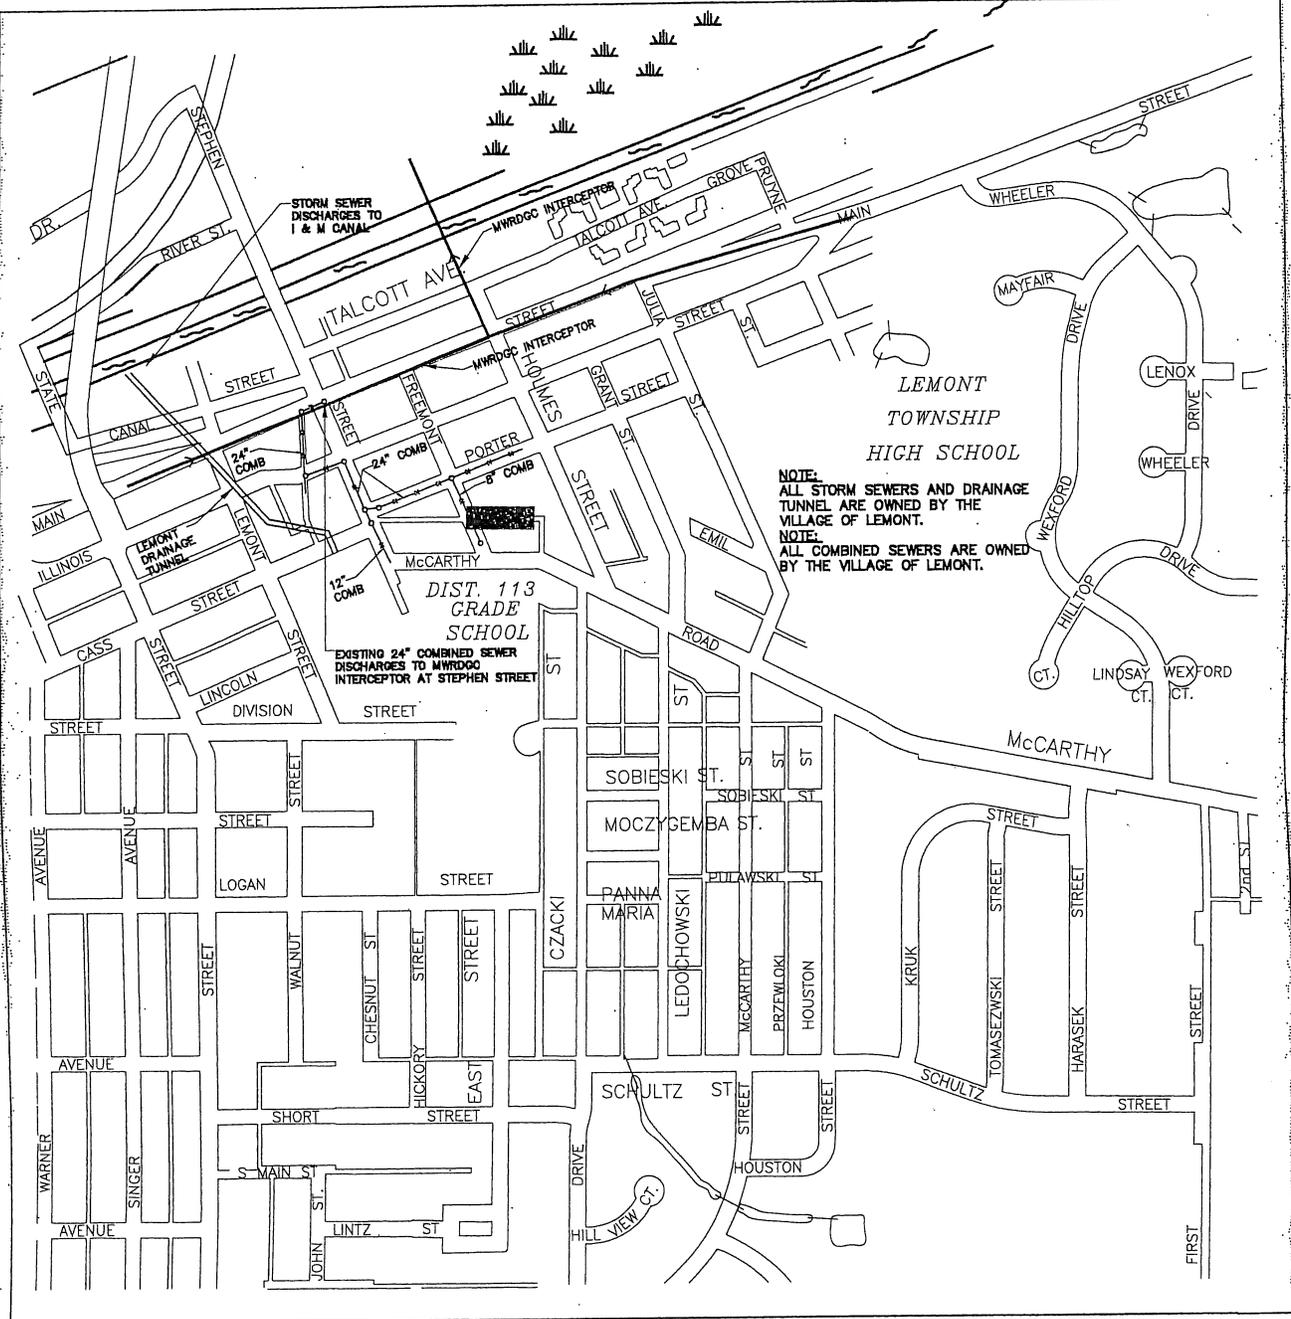 STREET
STEPHEN
GROVE
PRUYNE
WHEELER
STORM SEWER
DISCHARGES TO
I & M CANAL
MWRDGC INTERCEPTOR
TALCOTT AVE.
MAIN
DR.
RIVER ST.
TALCOTT AVE.
MAYFAIR
DRIVE
STREET
JULIA
STREET
ST.
MWRDGC INTERCEPTOR
HOLMES
STATE
STREET
FREEMONT
GRANT
STREET
ST.
LENOX
DRIVE
LEMONT
TOWNSHIP
HIGH SCHOOL
CANAL
STREET
24"
COMB
24" COMB
PORTER
8" COMB
ST.
STREET
WHEELER
NOTE:
ALL STORM SEWERS AND DRAINAGE
TUNNEL ARE OWNED BY THE
VILLAGE OF LEMONT.
NOTE:
ALL COMBINED SEWERS ARE OWNED
BY THE VILLAGE OF LEMONT.
WEXFORD
MAIN
LEMONT
DRAINAGE
TUNNEL
LEMONT
EMIL
ILLINOIS
McCARTHY
12"
COMB
DIST. 113
GRADE
SCHOOL
DRIVE
HILLTOP
STREET
CASS
STREET
STREET
ROAD
EXISTING 24" COMBINED SEWER
DISCHARGES TO MWRDGC
INTERCEPTOR AT STEPHEN STREET
ST
CT.
LINDSAY
CT.
WEXFORD
CT.
LINCOLN
DIVISION
STREET
ST
STREET
McCARTHY
STREET
SOBIESKI ST.
ST
ST
ST
SOBIESKI ST
STREET
MOCZYGEMBA ST.
STREET
AVENUE
AVENUE
2nd ST
LOGAN
STREET
PULAWSKI ST
PANNA
MARIA
STREET
STREET
CZACKI
LEDOCHOWSKI
STREET
WALNUT
ST
CHESNUT
STREET
HICKORY
STREET
EAST
McCARTHY
PRZEWLOKI
HOUSTON
KRUK
TOMASEZWSKI
HARASEK
STREET
AVENUE
SCHULTZ ST
SCHULTZ
STREET
SHORT
STREET
STREET
STREET
WARNER
SINGER
S MAIN ST
ST.
JOHN
DRIVE
HOUSTON
AVENUE
LINTZ ST
HILL VIEW CT.
FIRST